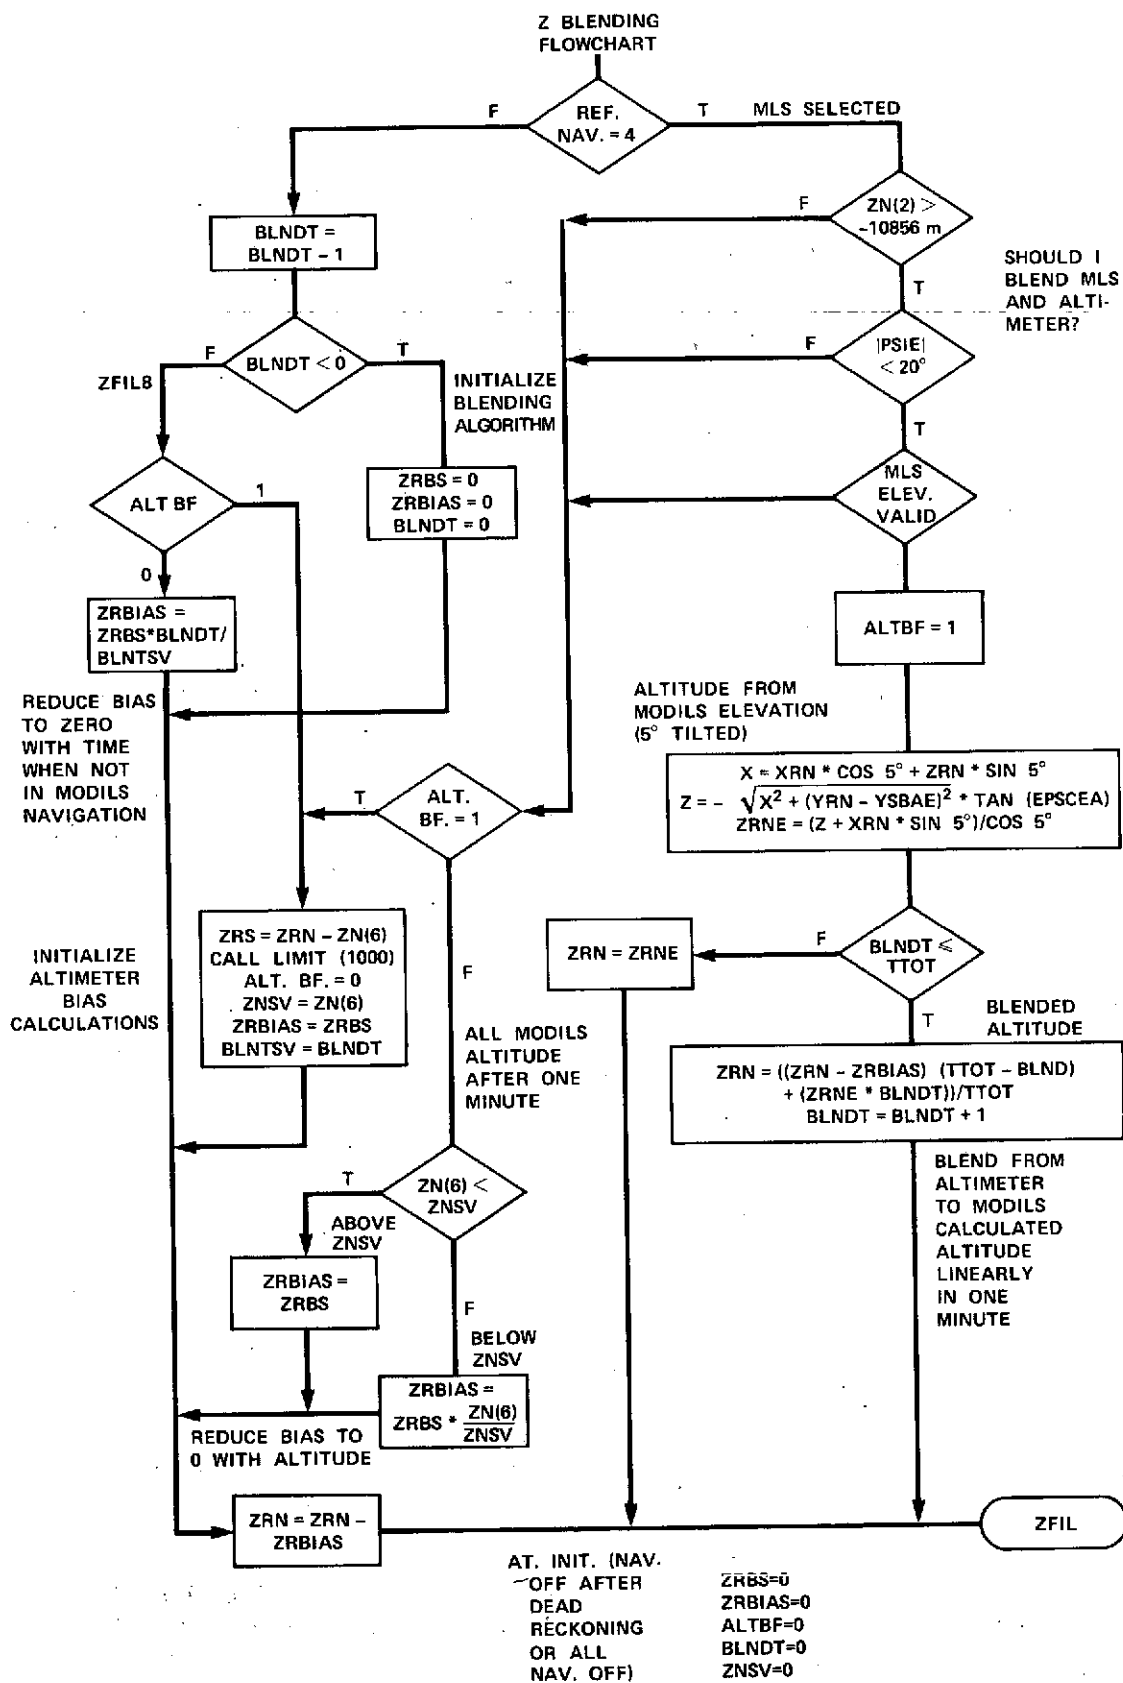 Z BLENDING
FLOWCHART
REF.
NAV. = 4
F
T
MLS SELECTED
ZN(2) >
-10856 m
F
T
SHOULD I
BLEND MLS
AND ALTI-
METER?
BLNDT =
BLNDT - 1
BLNDT < 0
F
T
ZFIL8
INITIALIZE
BLENDING
ALGORITHM
|PSIE|
< 20°
F
T
MLS
ELEV.
VALID
ALT BF
1
0
ZRBS = 0
ZRBIAS = 0
BLNDT = 0
ZRBIAS =
ZRBS*BLNDT/
BLNTSV
ALTBF = 1
REDUCE BIAS
TO ZERO
WITH TIME
WHEN NOT
IN MODILS
NAVIGATION
ALTITUDE FROM
MODILS ELEVATION
(5° TILTED)
X = XRN * COS 5° + ZRN * SIN 5°
Z = - √X² + (YRN - YSBAE)² * TAN (EPSCEA)
ZRNE = (Z + XRN * SIN 5°)/COS 5°
ALT.
BF. = 1
T
F
ZRS = ZRN - ZN(6)
CALL LIMIT (1000)
ALT. BF. = 0
ZNSV = ZN(6)
ZRBIAS = ZRBS
BLNTSV = BLNDT
INITIALIZE
ALTIMETER
BIAS
CALCULATIONS
ZRN = ZRNE
F
BLNDT ≤
TTOT
T
BLENDED
ALTITUDE
ALL MODILS
ALTITUDE
AFTER ONE
MINUTE
ZRN = ((ZRN - ZRBIAS) (TTOT - BLND)
+ (ZRNE * BLNDT))/TTOT
BLNDT = BLNDT + 1
BLEND FROM
ALTIMETER
TO MODILS
CALCULATED
ALTITUDE
LINEARLY
IN ONE
MINUTE
ZN(6) <
ZNSV
T
ABOVE
ZNSV
F
BELOW
ZNSV
ZRBIAS =
ZRBS
ZRBIAS =
ZRBS * ZN(6)
ZNSV
REDUCE BIAS TO
0 WITH ALTITUDE
ZRN = ZRN -
ZRBIAS
ZFIL
AT. INIT. (NAV.
OFF AFTER
DEAD
RECKONING
OR ALL
NAV. OFF)
ZRBS=0
ZRBIAS=0
ALTBF=0
BLNDT=0
ZNSV=0